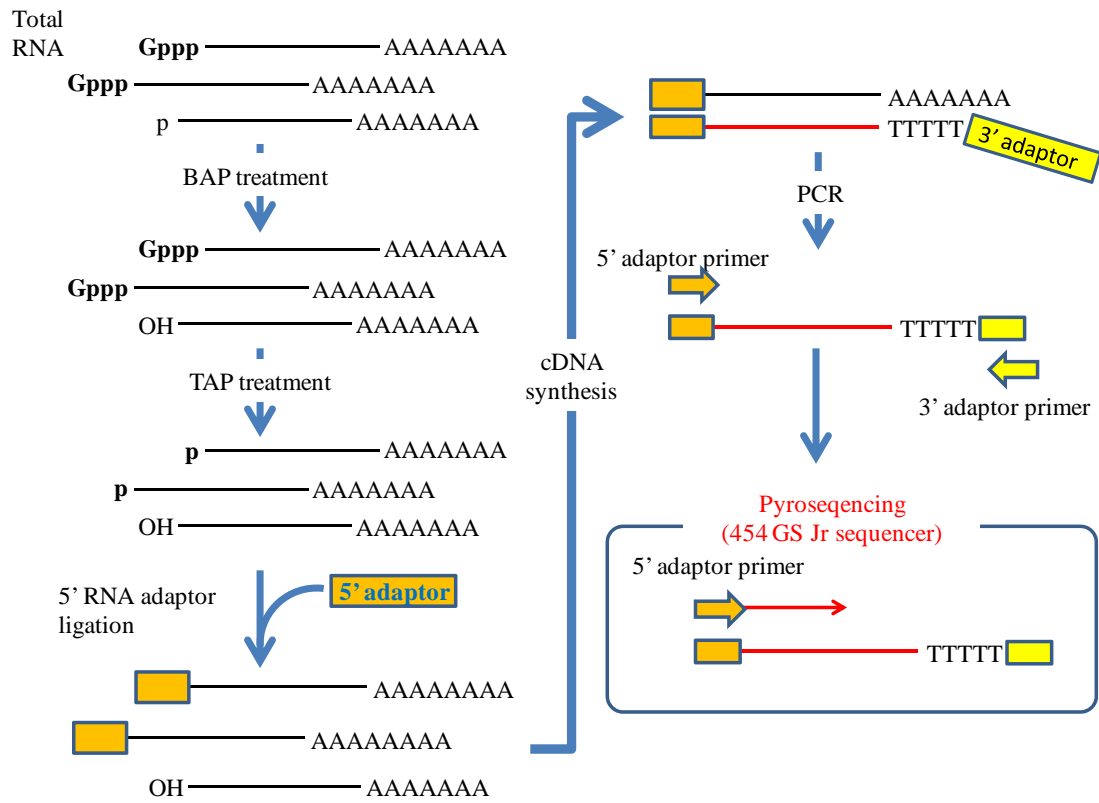 Total
RNA
Gppp AAAAAAA
Gppp AAAAAAA
p AAAAAAA
BAP treatment
Gppp AAAAAAA
Gppp AAAAAAA
OH AAAAAAA
TAP treatment
p AAAAAAA
p AAAAAAA
OH AAAAAAA
5’ RNA adaptor
ligation
5’ adaptor
AAAAAAAA
AAAAAAAA
OH AAAAAAA
cDNA
synthesis
AAAAAAA
TTTTT
3’ adaptor
PCR
5’ adaptor primer
TTTTT
3’ adaptor primer
Pyroseqencing
(454 GS Jr sequencer)
5’ adaptor primer
TTTTT